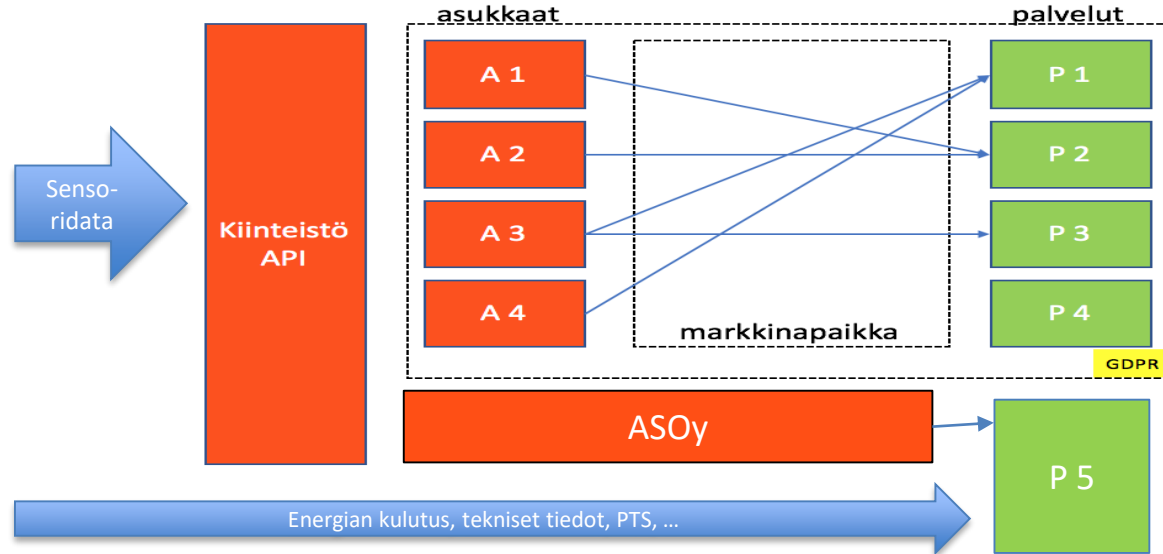 asukkaat
palvelut
A 1
P 1
A 2
P 2
Senso-
ridata
Kiinteistö
API
A 3
P 3
A 4
P 4
markkinapaikka
GDPR
ASOy
P 5
Energian kulutus, tekniset tiedot, PTS, …